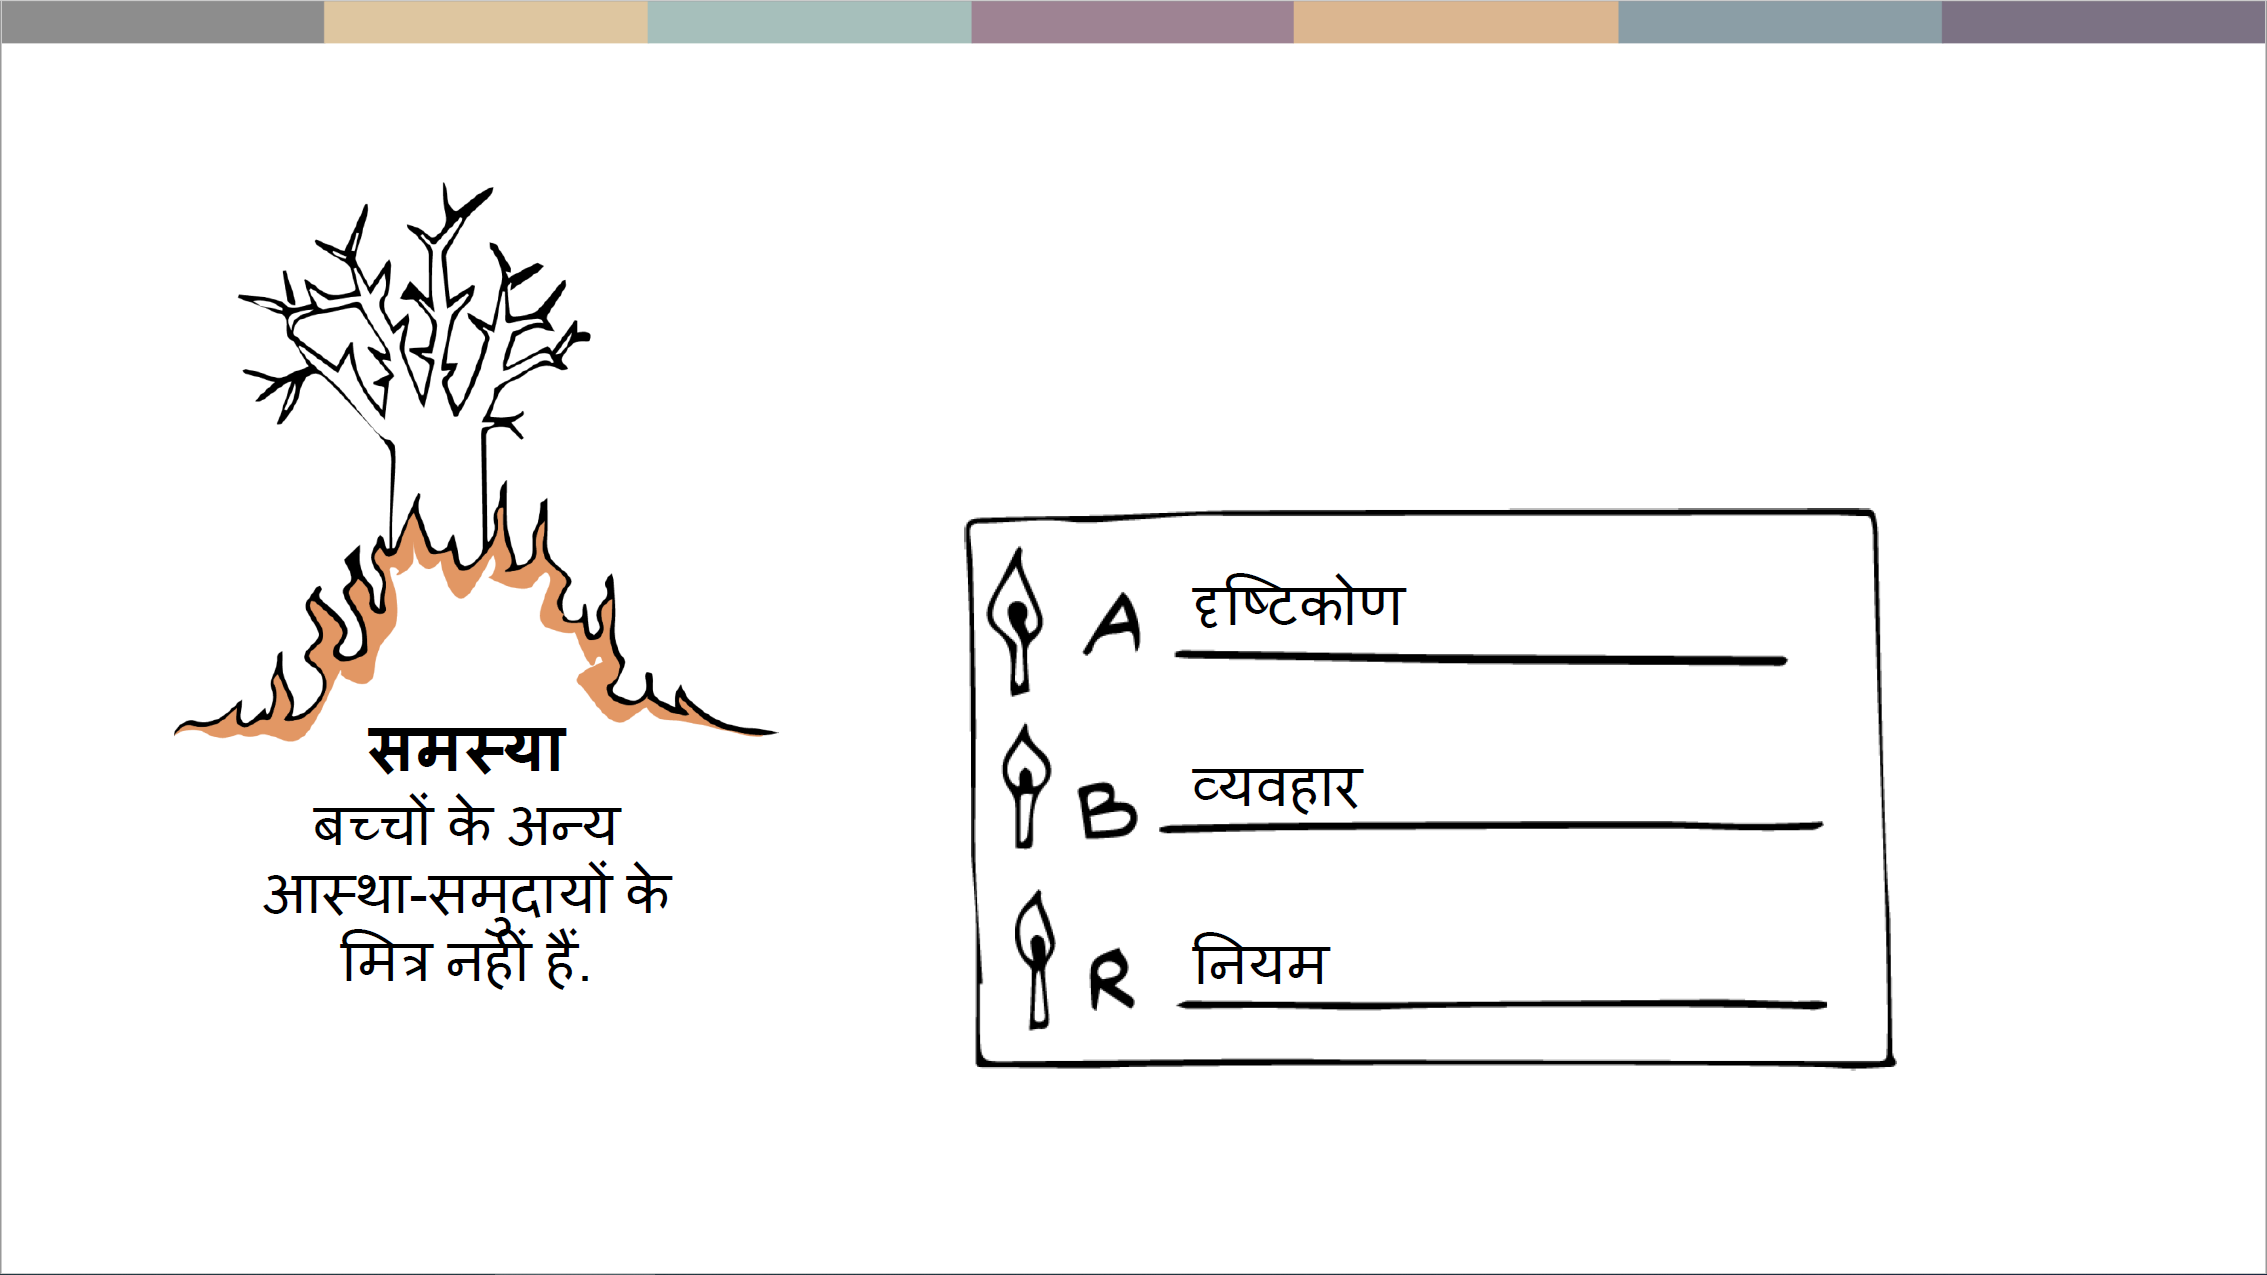 समस्या
बच्चों के अन्य
आस्था-समुदायों के
मित्र नहीं हैं.
A दृष्टिकोण
B व्यवहार
R नियम